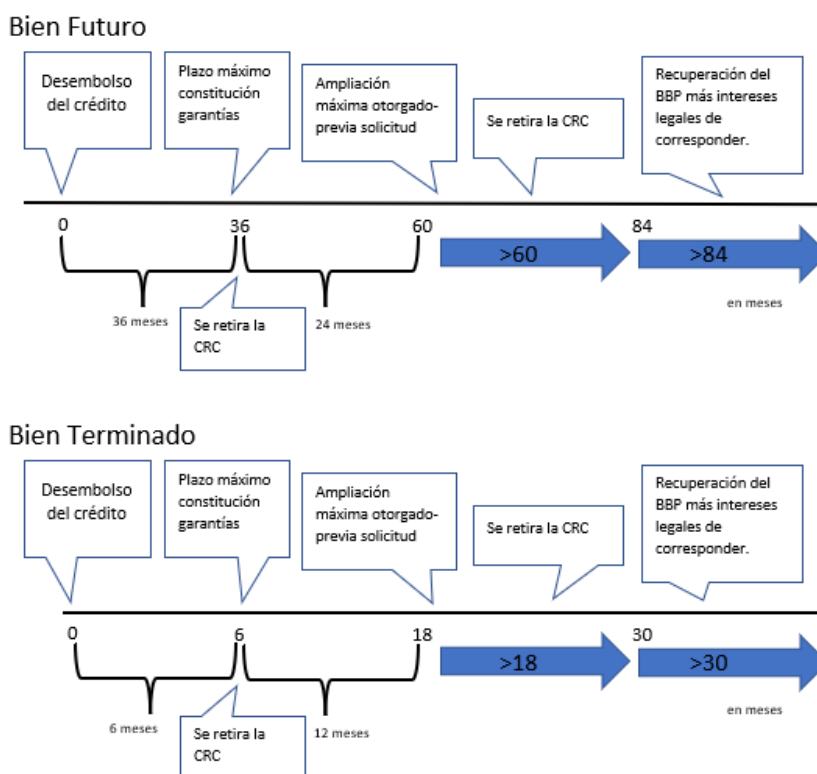 Bien Futuro
Desembolso
del crédito
Plazo máximo
constitución
garantías
Ampliación
máxima otorgado-
previa solicitud
Se retira la CRC
Recuperación del
BBP más intereses
legales de
corresponder.
0
36
60
84
>60
>84
36 meses
Se retira la
CRC
24 meses
en meses
Bien Terminado
Desembolso
del crédito
Plazo máximo
constitución
garantías
Ampliación
máxima otorgado-
previa solicitud
Se retira la CRC
Recuperación del
BBP más intereses
legales de
corresponder.
0
6
18
30
>18
>30
6 meses
Se retira la
CRC
12 meses
en meses